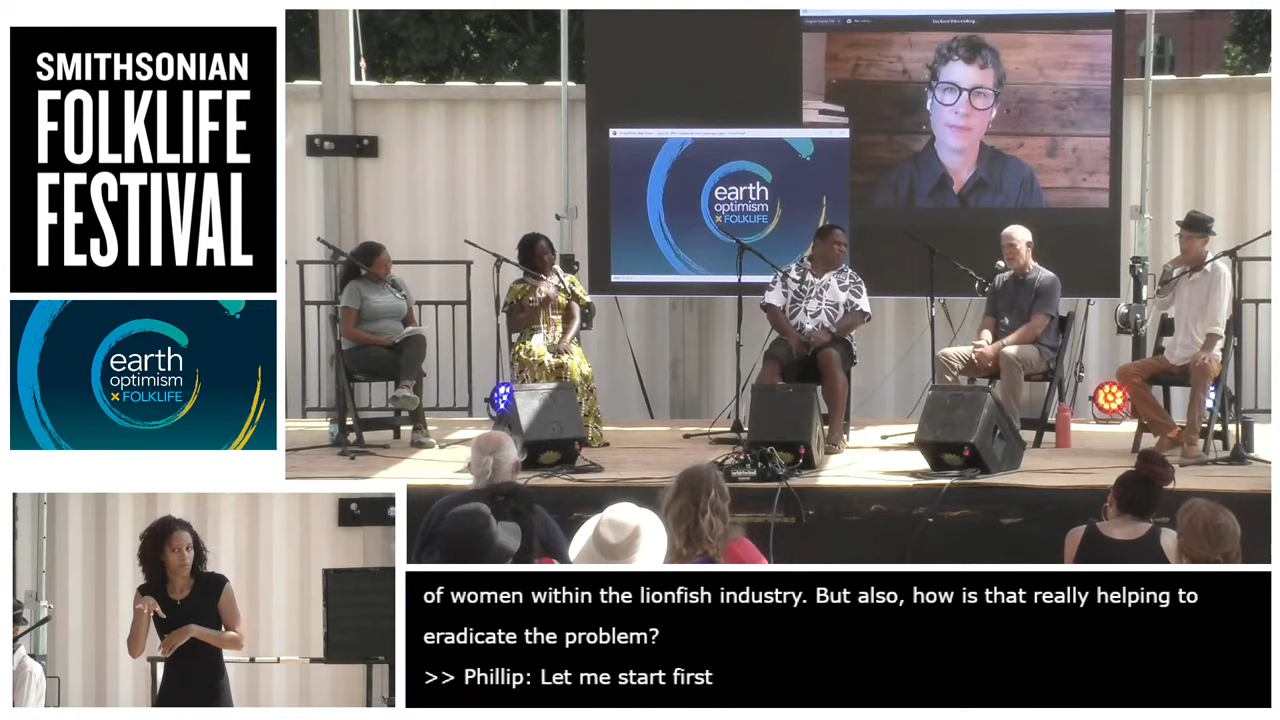 SMITHSONIAN
FOLKLIFE
FESTIVAL
earth
optimism
× FOLKLIFE
earth
optimism
× FOLKLIFE
of women within the lionfish industry. But also, how is that really helping to
eradicate the problem?
>> Phillip: Let me start first